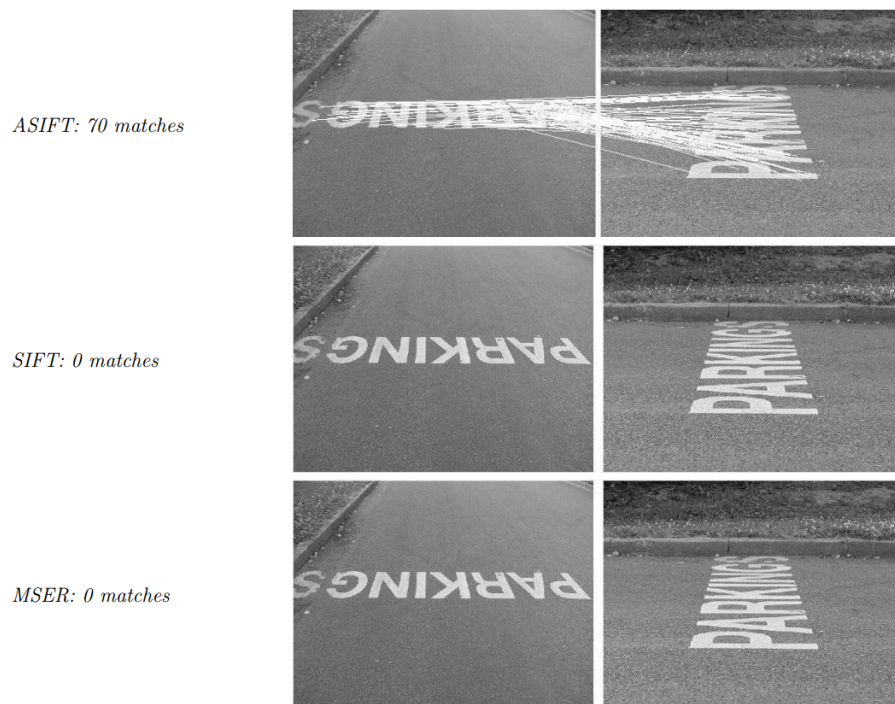 ASIFT: 70 matches
PARKINGS
PARKINGS
SIFT: 0 matches
PARKINGS
PARKINGS
MSER: 0 matches
PARKINGS
PARKINGS